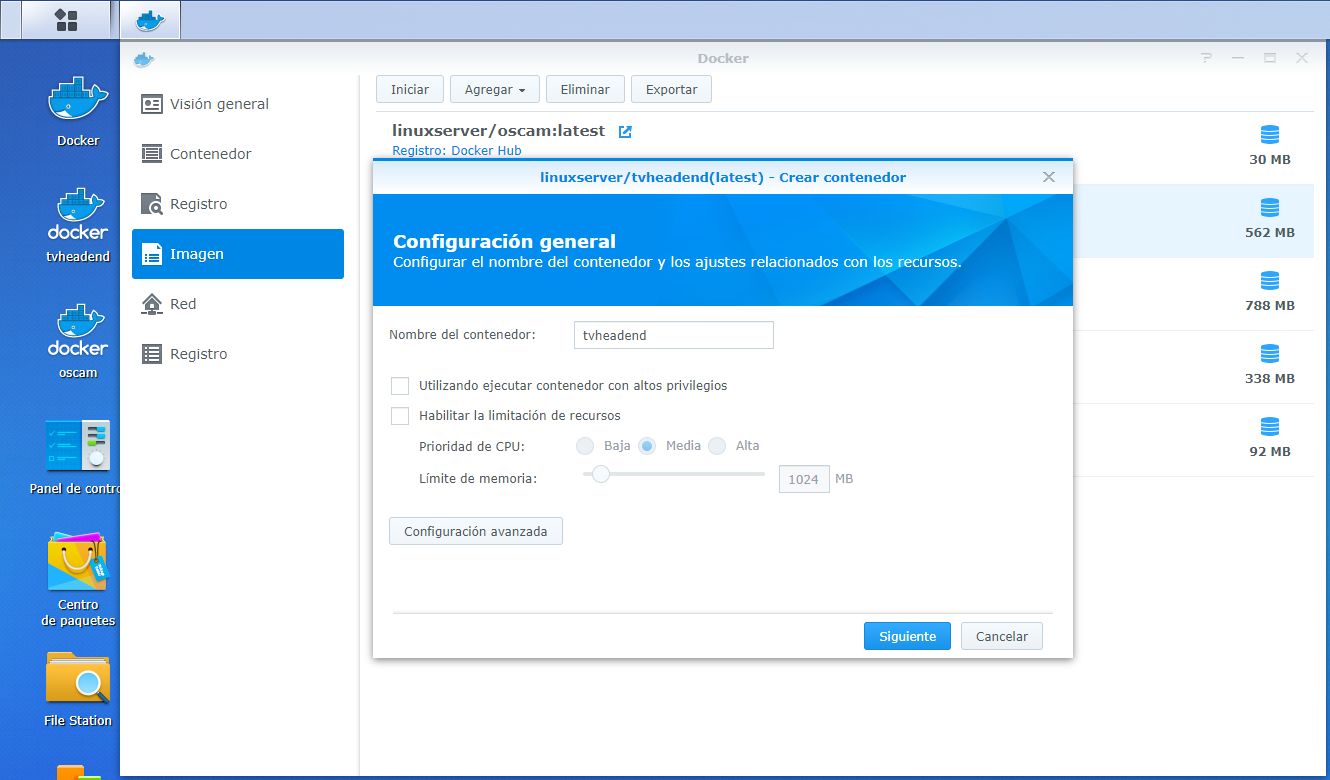 Docker
docker
tvheadend
docker
oscam
Panel de contro
Centro
de paquetes
File Station
Docker
Visión general
Contenedor
Registro
Imagen
Red
Registro
Iniciar
Agregar
Eliminar
Exportar
linuxserver/oscam:latest
Registro: Docker Hub
30 MB
562 MB
788 MB
338 MB
92 MB
linuxserver/tvheadend(latest) - Crear contenedor
Configuración general
Configurar el nombre del contenedor y los ajustes relacionados con los recursos.
Nombre del contenedor: tvheadend
Utilizando ejecutar contenedor con altos privilegios
Habilitar la limitación de recursos
Prioridad de CPU: Baja Media Alta
Límite de memoria: 1024 MB
Configuración avanzada
Siguiente
Cancelar